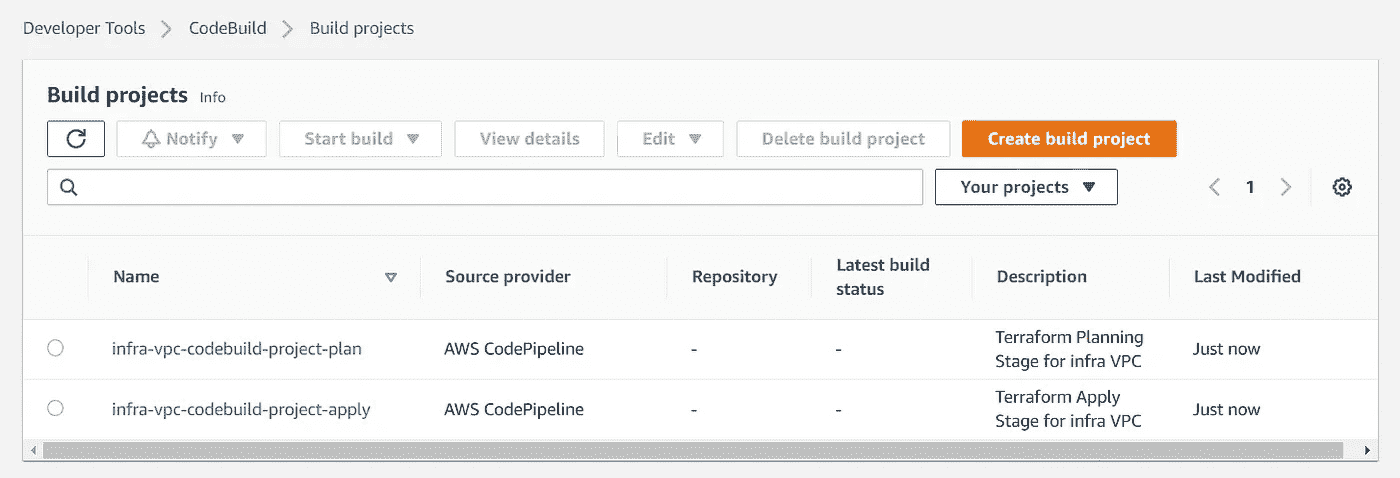 Developer Tools CodeBuild Build projects
Build projects Info
Notify Start build View details Edit Delete build project Create build project
Your projects 1
Name Source provider Repository Latest build status Description Last Modified
infra-vpc-codebuild-project-plan AWS CodePipeline - - Terraform Planning Stage for infra VPC Just now
infra-vpc-codebuild-project-apply AWS CodePipeline - - Terraform Apply Stage for infra VPC Just now